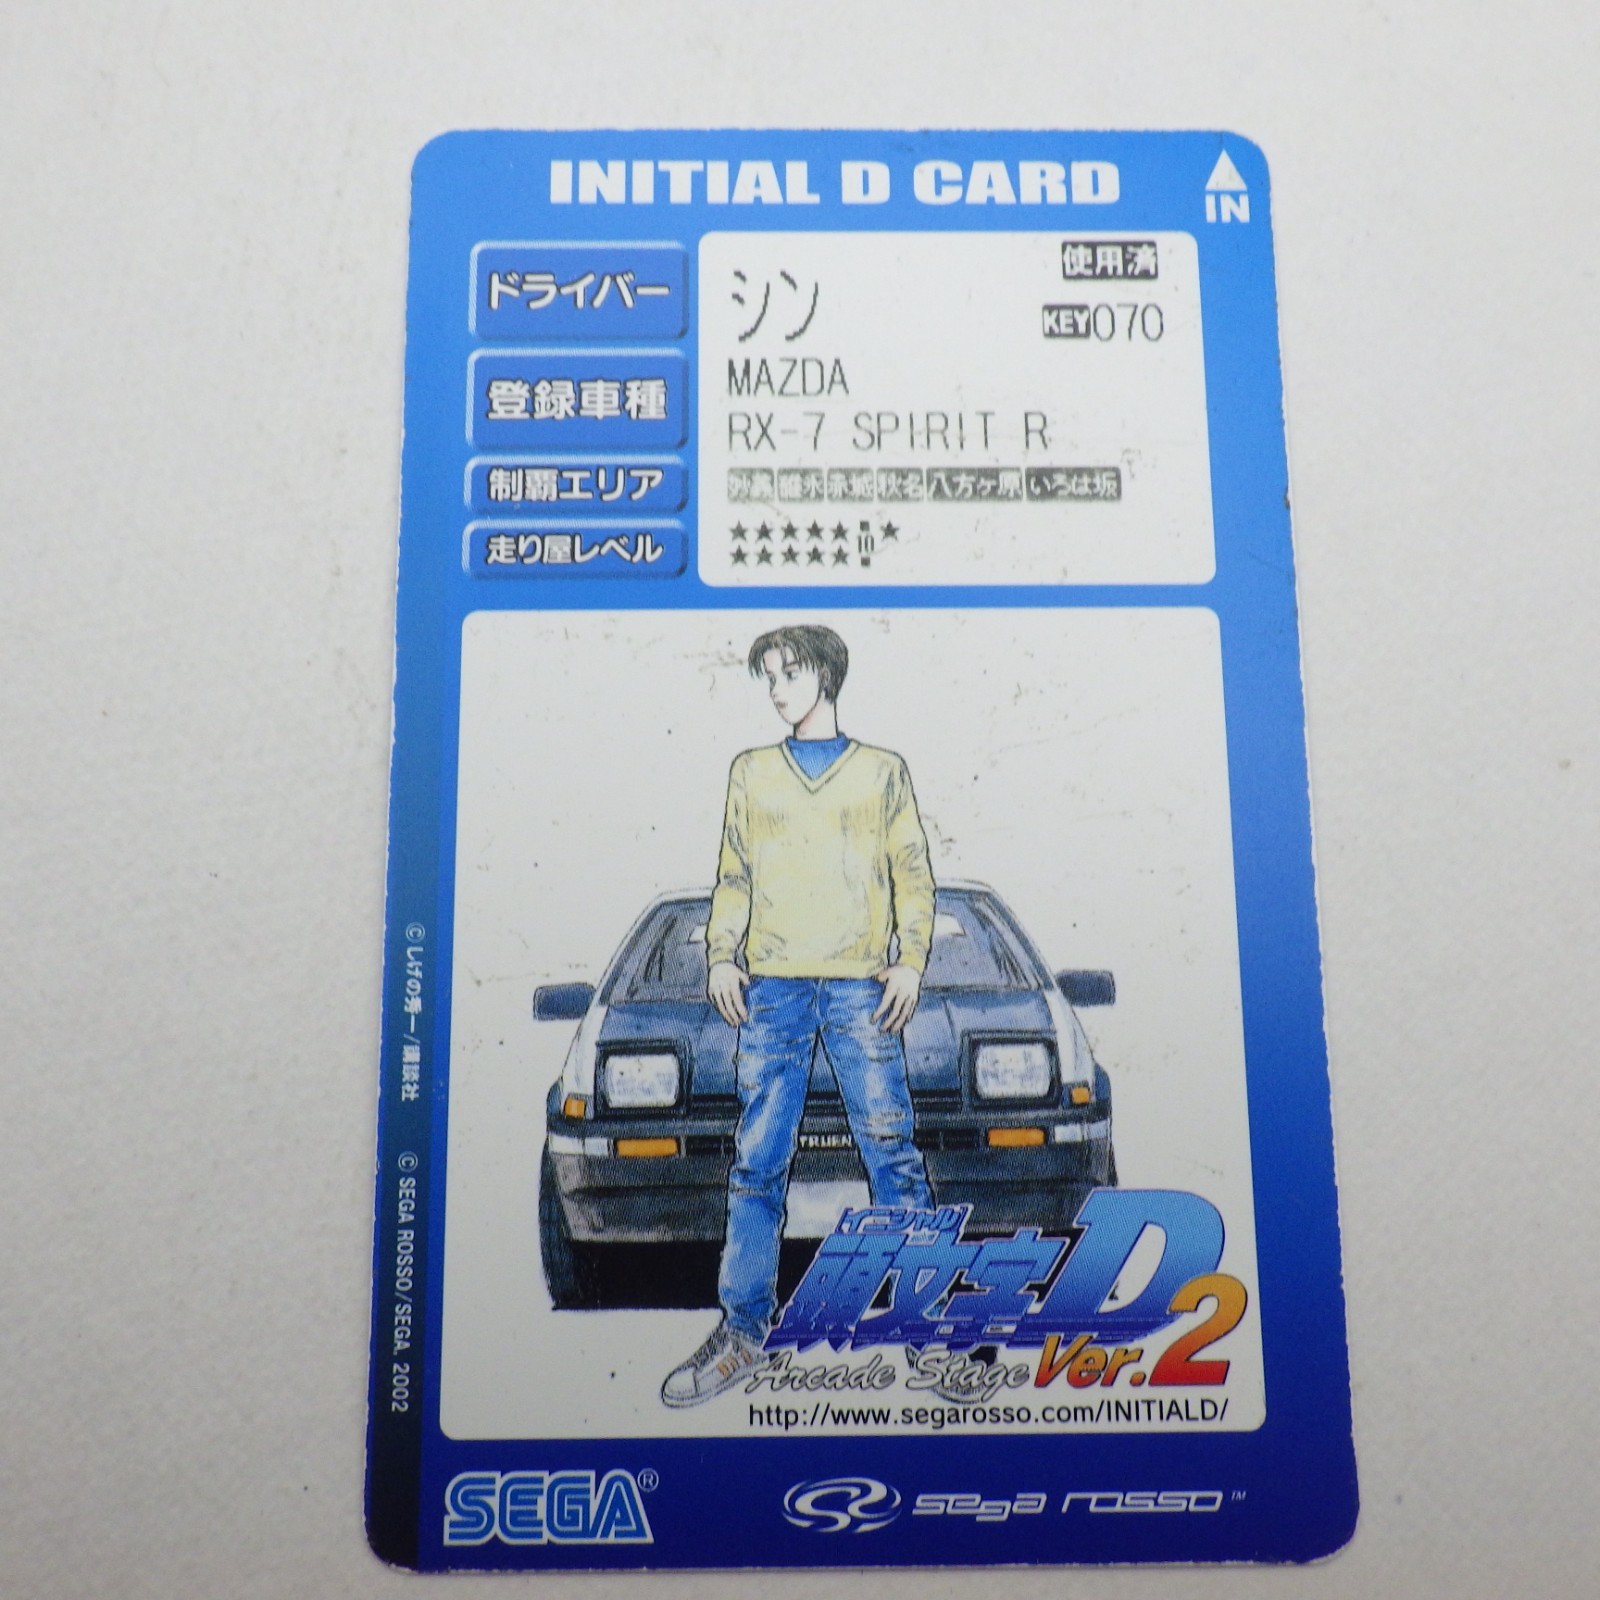 INITIAL D CARD
IN
ドライバー
シン
使用済
KEY070
登録車種
MAZDA
RX-7 SPIRIT R
制覇エリア
妙義 碓氷 赤城 秋名 八方ヶ原 いろは坂
走り屋レベル
★★★★★ 10 ★
★★★★★
TRUEN
イニシャル
頭文字D
Arcade Stage Ver.2
http://www.segarosso.com/INITIALD/
©しげの秀一/講談社 © SEGA ROSSO/SEGA. 2002
SEGA®
sega rosso™